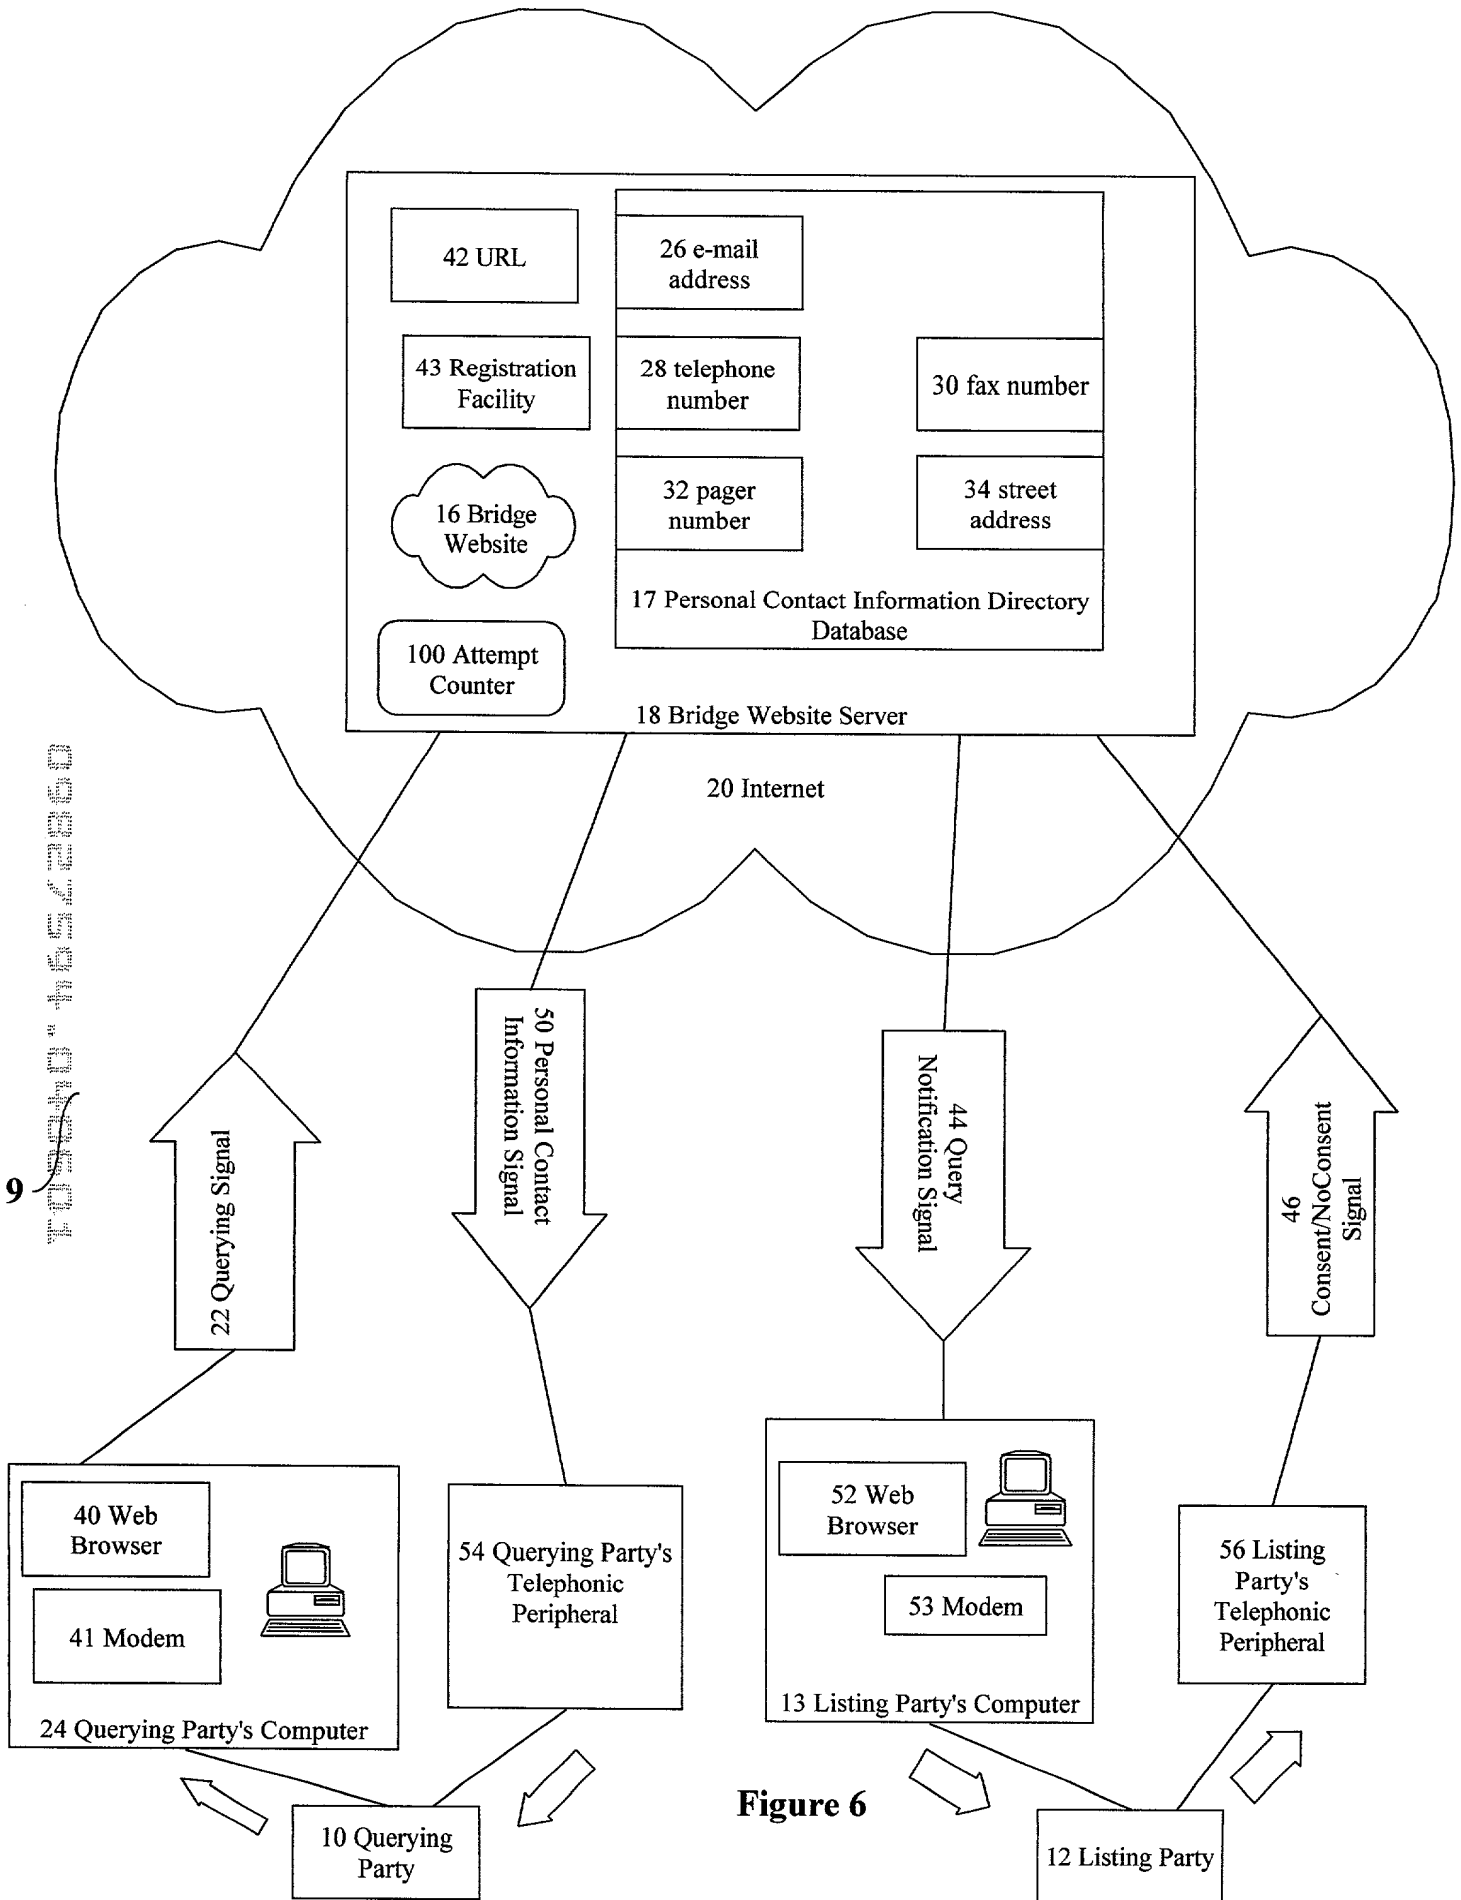 42 URL
26 e-mail
address
43 Registration
Facility
28 telephone
number
30 fax number
16 Bridge
Website
32 pager
number
34 street
address
17 Personal Contact Information Directory
Database
100 Attempt
Counter
18 Bridge Website Server
20 Internet
9
22 Querying Signal
50 Personal Contact
Information Signal
44 Query
Notification Signal
46
Consent/NoConsent
Signal
40 Web
Browser
41 Modem
24 Querying Party's Computer
54 Querying Party's
Telephonic
Peripheral
52 Web
Browser
53 Modem
13 Listing Party's Computer
56 Listing
Party's
Telephonic
Peripheral
10 Querying
Party
Figure 6
12 Listing Party